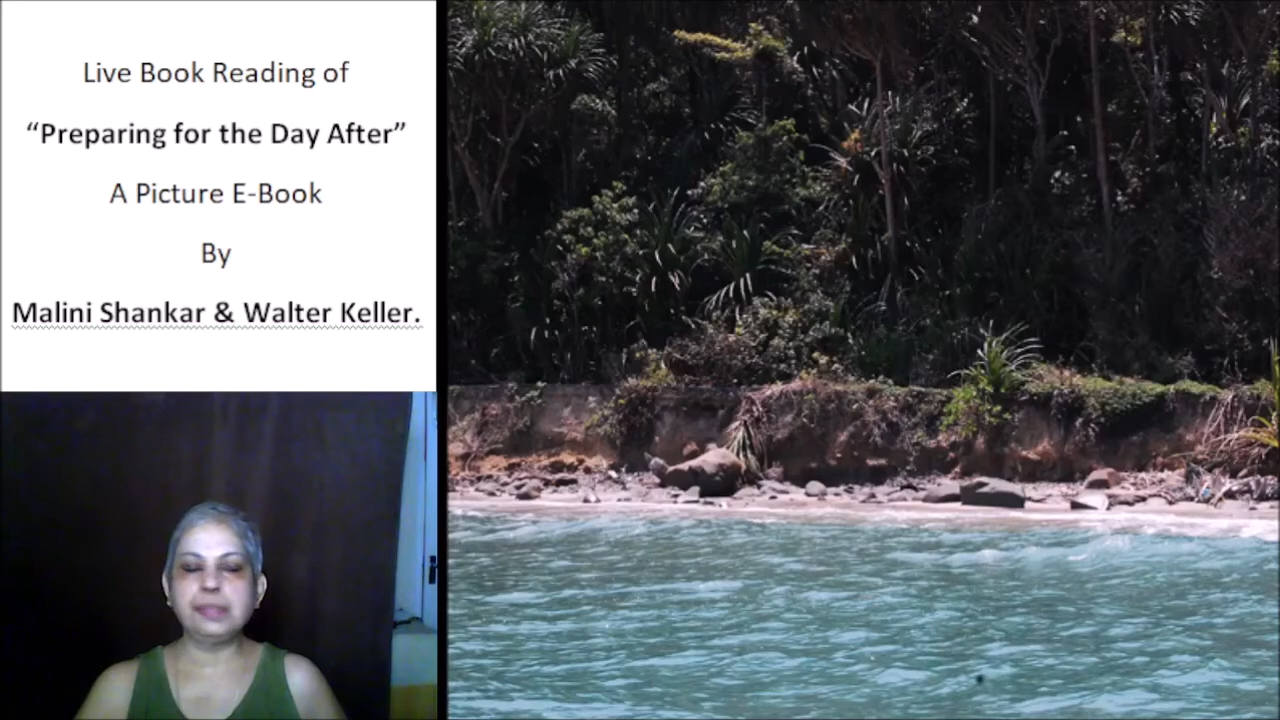 Live Book Reading of
“Preparing for the Day After”
A Picture E-Book
By
Malini Shankar & Walter Keller.